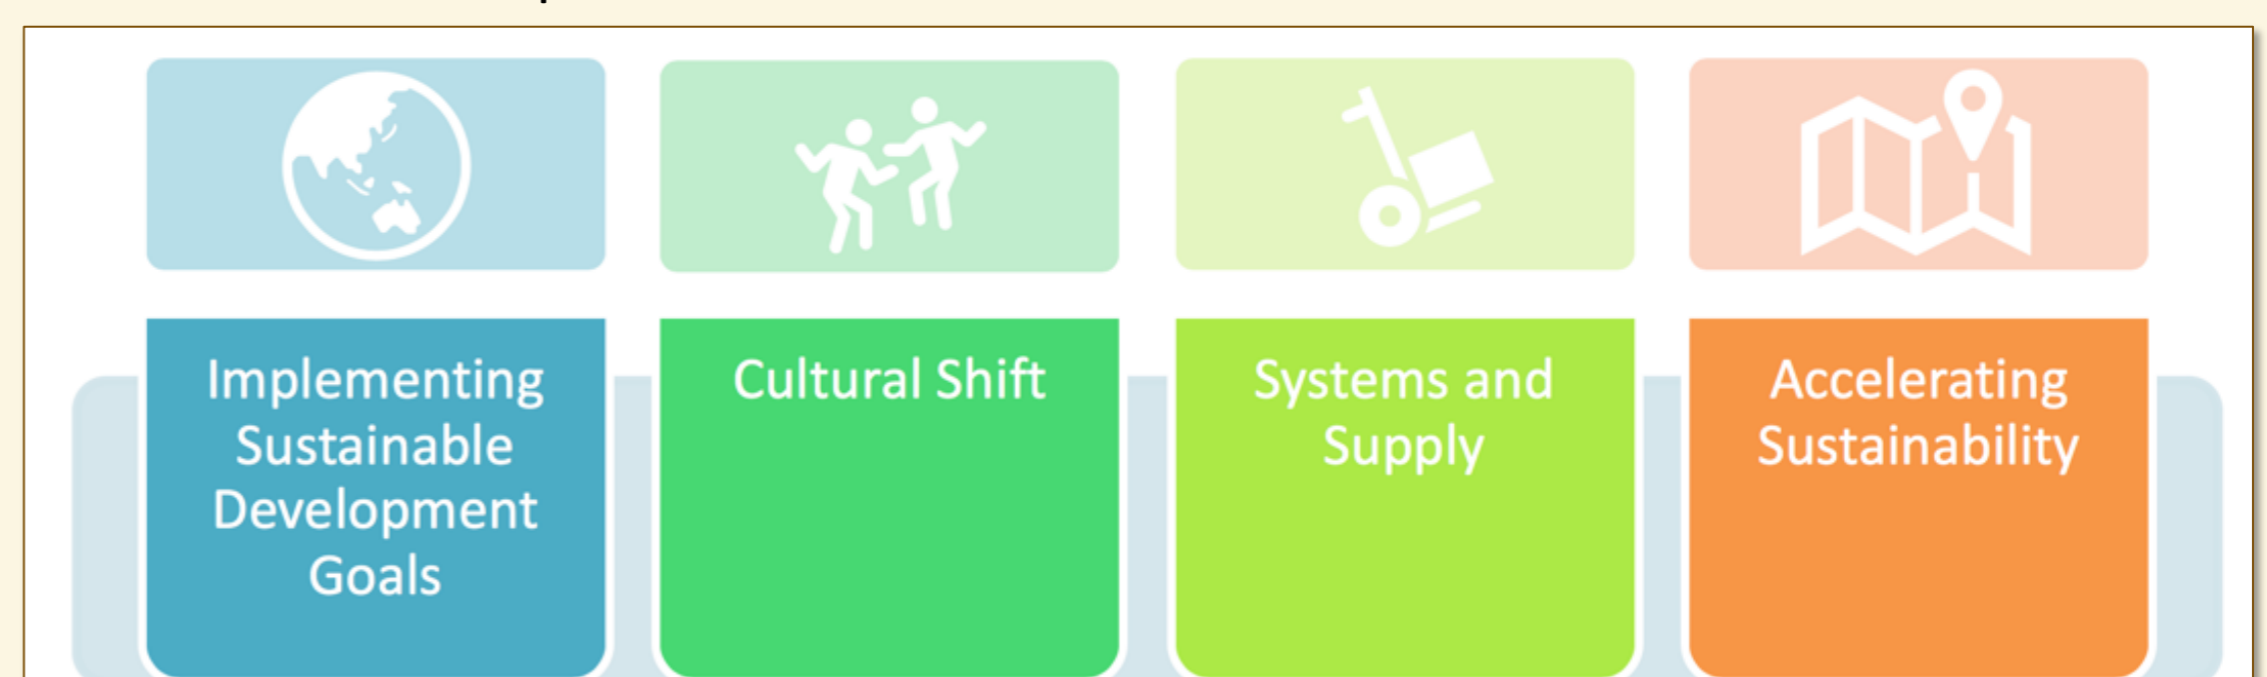 Implementing
Sustainable
Development
Goals
Cultural Shift
Systems and
Supply
Accelerating
Sustainability